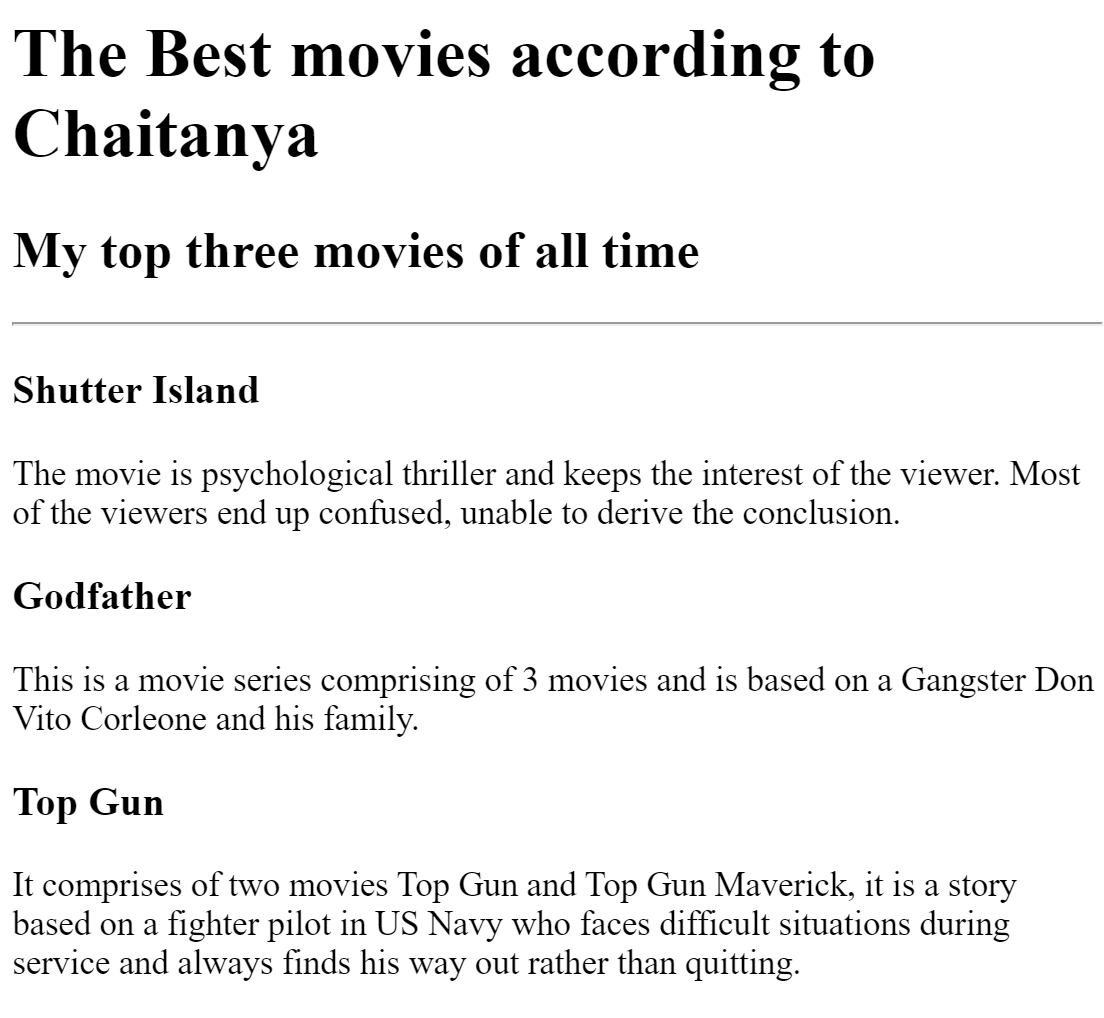 The Best movies according to
Chaitanya
My top three movies of all time
Shutter Island
The movie is psychological thriller and keeps the interest of the viewer. Most
of the viewers end up confused, unable to derive the conclusion.
Godfather
This is a movie series comprising of 3 movies and is based on a Gangster Don
Vito Corleone and his family.
Top Gun
It comprises of two movies Top Gun and Top Gun Maverick, it is a story
based on a fighter pilot in US Navy who faces difficult situations during
service and always finds his way out rather than quitting.